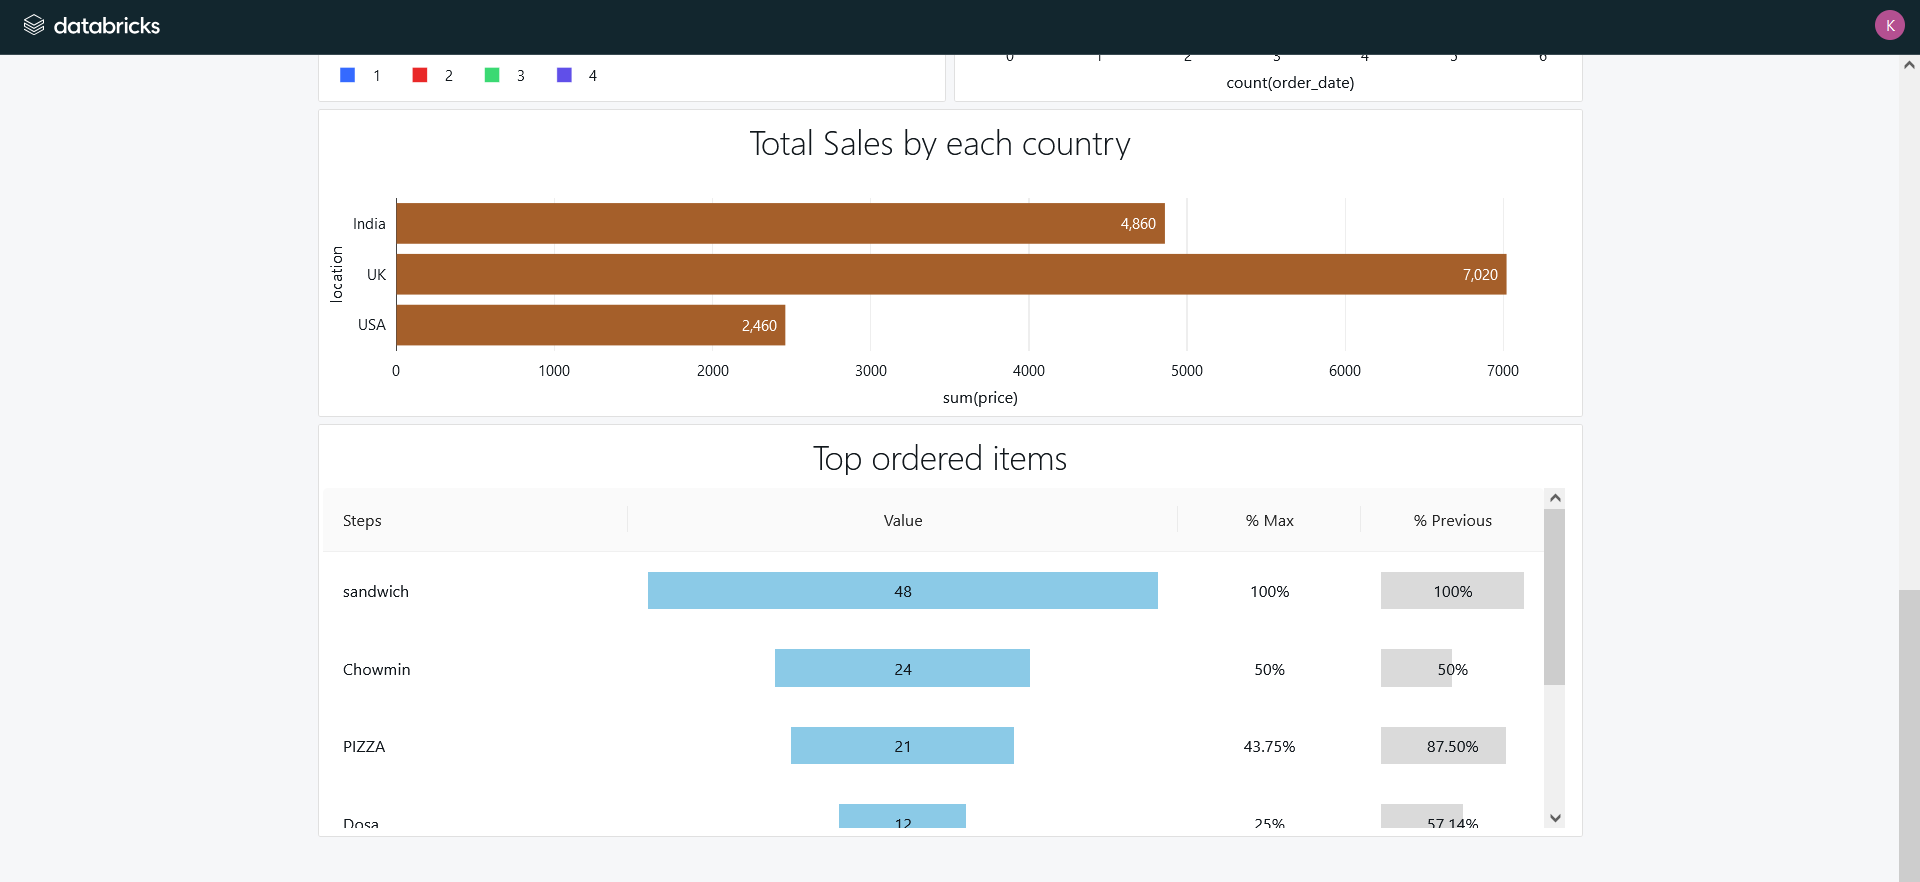 databricks
K
1 2 3 4
0 1 2 3 4 5 6
count(order_date)
Total Sales by each country
location
India 4,860
UK 7,020
USA 2,460
0 1000 2000 3000 4000 5000 6000 7000
sum(price)
Top ordered items
Steps Value % Max % Previous
sandwich 48 100% 100%
Chowmin 24 50% 50%
PIZZA 21 43.75% 87.50%
Dosa 12 25% 57.14%